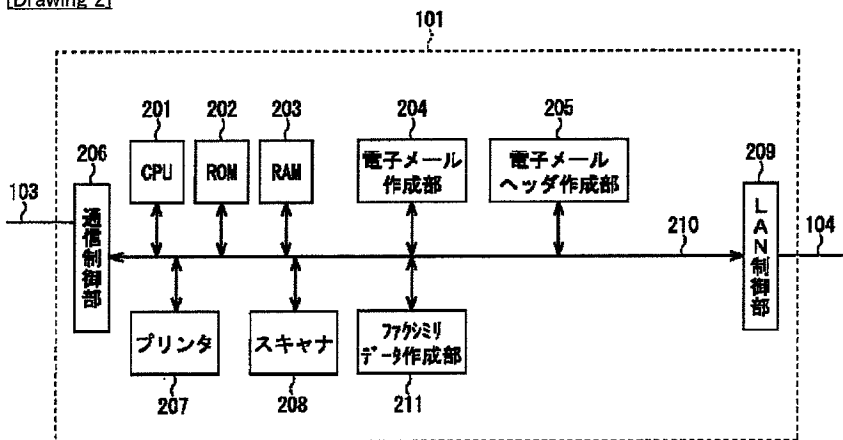 [Drawing 2]
101
201
202
203
204
205
206
209
103
CPU
ROM
RAM
電子メール
作成部
電子メール
ヘッダ作成部
通信制御部
210
LAN制御部
104
プリンタ
スキャナ
ファクシミリ
データ作成部
207
208
211